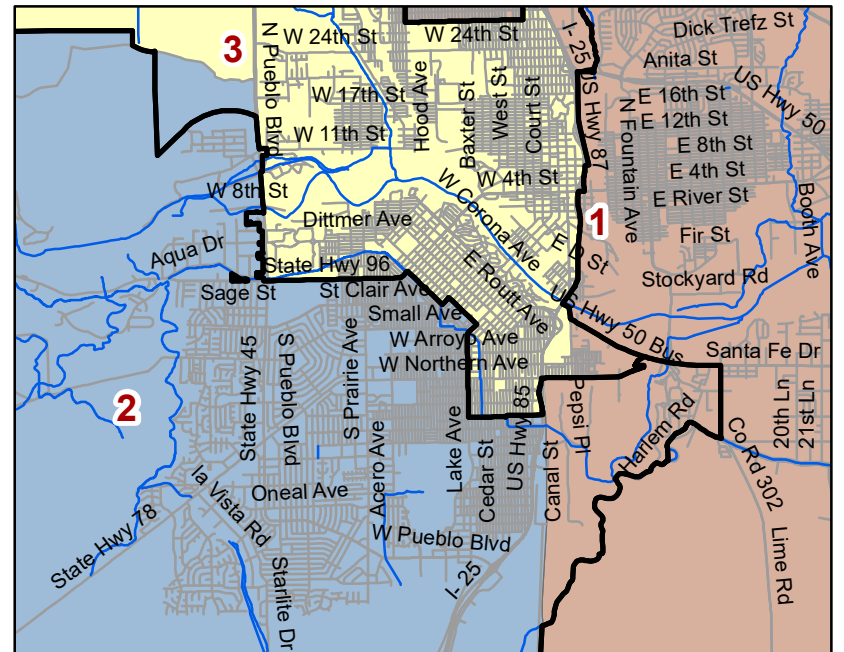 Dick Trefz St
3
N Pueblo Blvd
W 24th St
W 24th St
I- 25
US Hwy 87
Anita St
US Hwy 50
W 17th St
Hood Ave
Baxter St
West St
Court St
N Fountain Ave
E 16th St
E 12th St
W 11th St
E 8th St
E 4th St
W 4th St
W 8th St
W Corona Ave
E River St
Booth Ave
Dittmer Ave
1
Fir St
Aqua Dr
E D St
State Hwy 96
E Routt Ave
Stockyard Rd
Sage St
St Clair Ave
US Hwy 50 Bus
Small Ave
W Arroyo Ave
W Northern Ave
Santa Fe Dr
State Hwy 45
S Pueblo Blvd
S Prairie Ave
2
US Hwy 85
Pepsi Pl
20th Ln
21st Ln
Harlem Rd
Co Rd 302
Acero Ave
Lake Ave
Cedar St
Canal St
la Vista Rd
Oneal Ave
State Hwy 78
W Pueblo Blvd
Starlite Dr
I- 25
Lime Rd